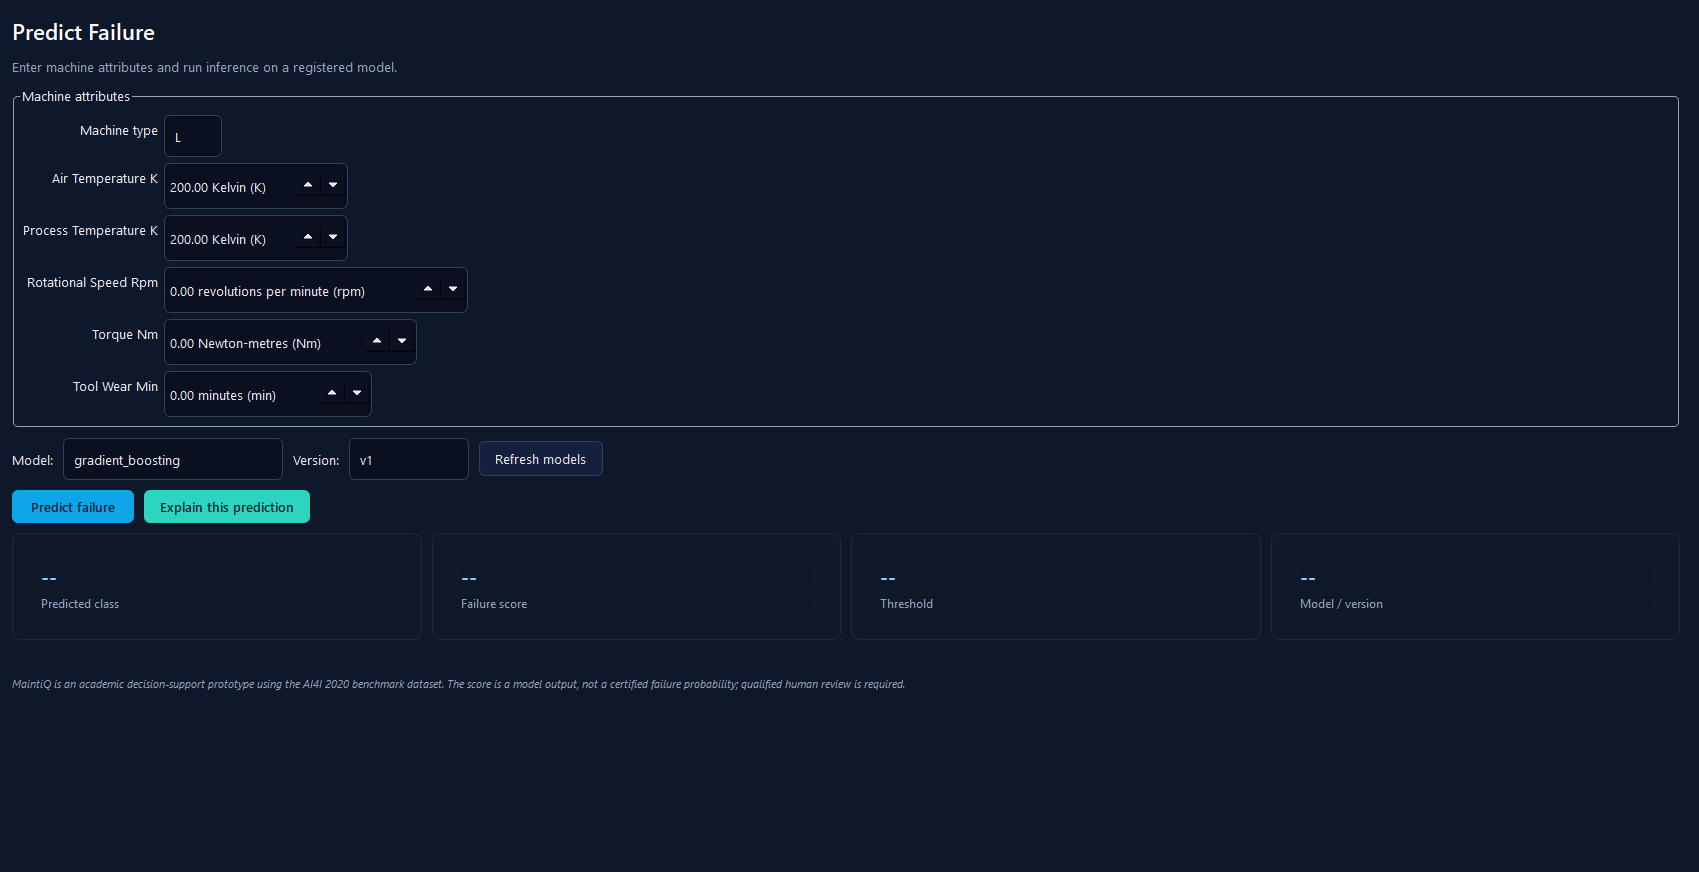 Predict Failure
Enter machine attributes and run inference on a registered model.
Machine attributes
Machine type L
Air Temperature K 200.00 Kelvin (K)
Process Temperature K 200.00 Kelvin (K)
Rotational Speed Rpm 0.00 revolutions per minute (rpm)
Torque Nm 0.00 Newton-metres (Nm)
Tool Wear Min 0.00 minutes (min)
Model: gradient_boosting Version: v1 Refresh models
Predict failure Explain this prediction
-- -- -- --
Predicted class Failure score Threshold Model / version
MaintiQ is an academic decision-support prototype using the AI4I 2020 benchmark dataset. The score is a model output, not a certified failure probability; qualified human review is required.